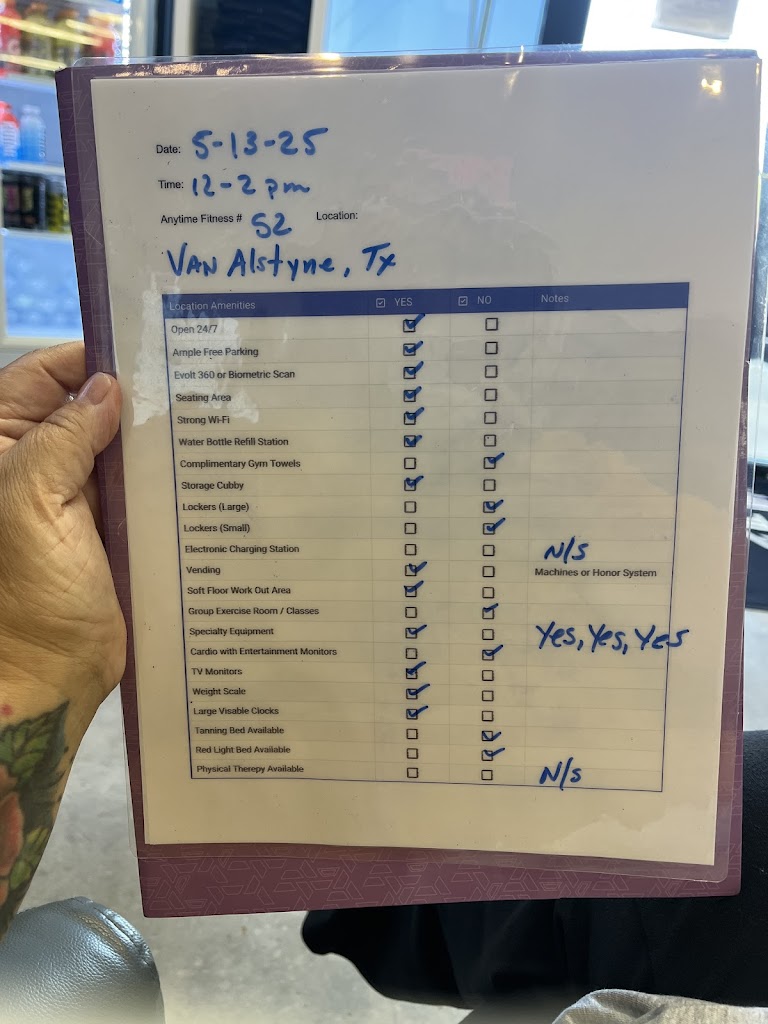 Date: 5-13-25
Time: 12-2 pm
Anytime Fitness # 52 Location:
VAN Alstyne, Tx
Location Amenities ☑ YES ☑ NO Notes
Open 24/7 ☑ ☐
Ample Free Parking ☑ ☐
Evolt 360 or Biometric Scan ☑ ☐
Seating Area ☑ ☐
Strong Wi-Fi ☑ ☐
Water Bottle Refill Station ☑ ☐
Complimentary Gym Towels ☐ ☑
Storage Cubby ☑ ☐
Lockers (Large) ☐ ☑
Lockers (Small) ☐ ☑
Electronic Charging Station ☐ ☐ N/S
Vending ☑ ☐ Machines or Honor System
Soft Floor Work Out Area ☑ ☐
Group Exercise Room / Classes ☐ ☑
Specialty Equipment ☑ ☐ Yes, Yes, Yes
Cardio with Entertainment Monitors ☐ ☑
TV Monitors ☑ ☐
Weight Scale ☑ ☐
Large Visable Clocks ☑ ☐
Tanning Bed Available ☐ ☑
Red Light Bed Available ☐ ☑
Physical Therepy Available ☐ ☐ N/S